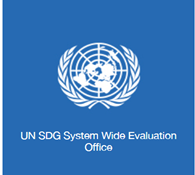 UN SDG System Wide Evaluation
Office